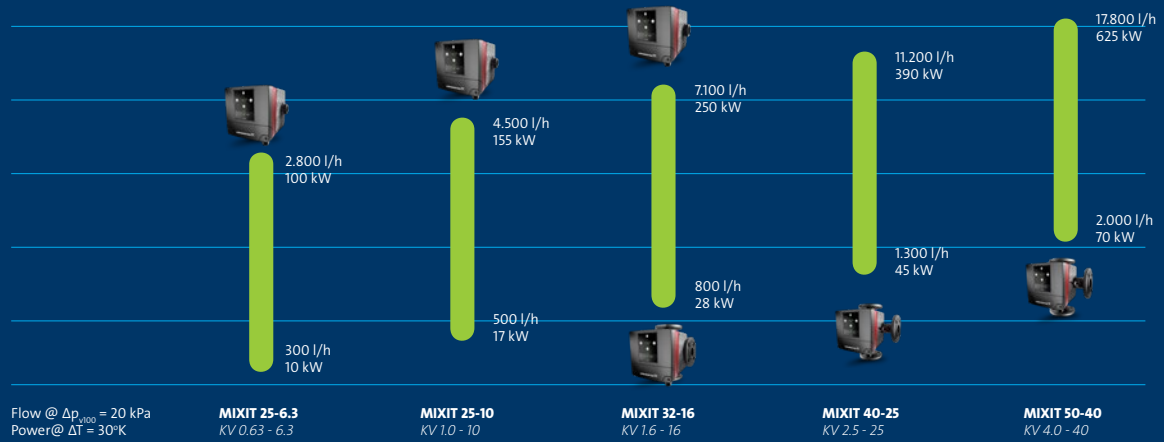 17.800 l/h
625 kW
11.200 l/h
390 kW
7.100 l/h
250 kW
4.500 l/h
155 kW
2.800 l/h
100 kW
2.000 l/h
70 kW
1.300 l/h
45 kW
800 l/h
28 kW
500 l/h
17 kW
300 l/h
10 kW
Flow @ Δpv100 = 20 kPa
Power@ ΔT = 30°K
MIXIT 25-6.3
KV 0.63 - 6.3
MIXIT 25-10
KV 1.0 - 10
MIXIT 32-16
KV 1.6 - 16
MIXIT 40-25
KV 2.5 - 25
MIXIT 50-40
KV 4.0 - 40